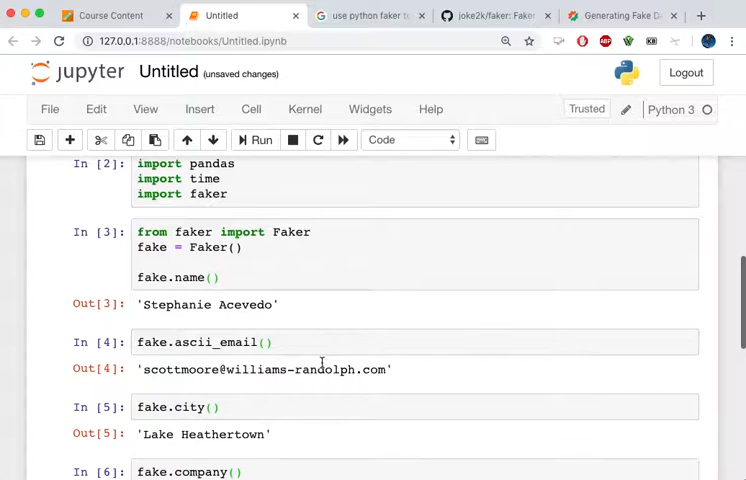 Course Content
Untitled
use python faker to
joke2k/faker: Faker
Generating Fake Da
127.0.0.1:8888/notebooks/Untitled.ipynb
ABP
jupyter Untitled (unsaved changes)
Logout
File Edit View Insert Cell Kernel Widgets Help
Trusted
Python 3
Run
Code
In [2]: import pandas
import time
import faker
In [3]: from faker import Faker
fake = Faker()
fake.name()
Out[3]: 'Stephanie Acevedo'
In [4]: fake.ascii_email()
Out[4]: 'scottmoore@williams-randolph.com'
In [5]: fake.city()
Out[5]: 'Lake Heathertown'
In [6]: fake.company()